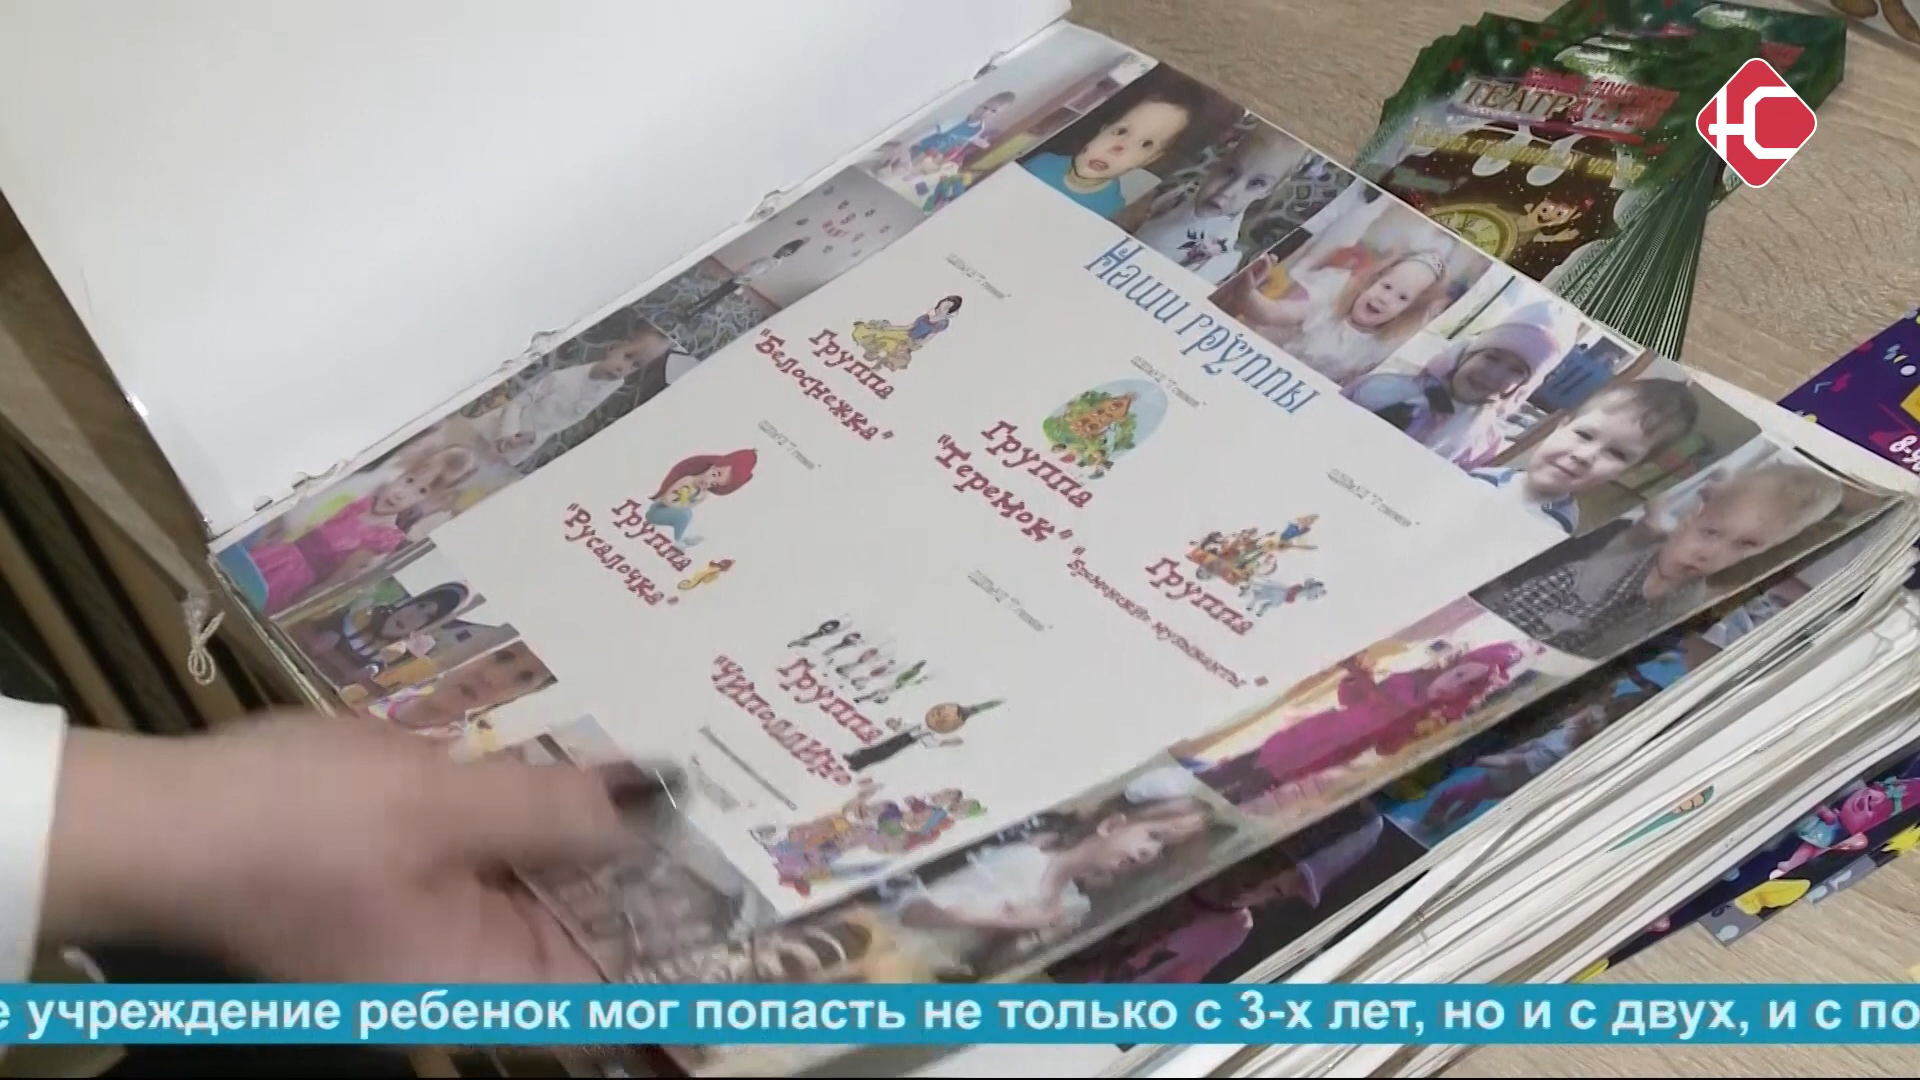 ТЕАТР
Наши группы
Группа
"Белоснежка"
Группа
"Теремок"
Группа
"Русалочка"
Группа
"Бременские музыканты"
Группа
"Чиполлино"
е учреждение ребенок мог попасть не только с 3-х лет, но и с двух, и с по